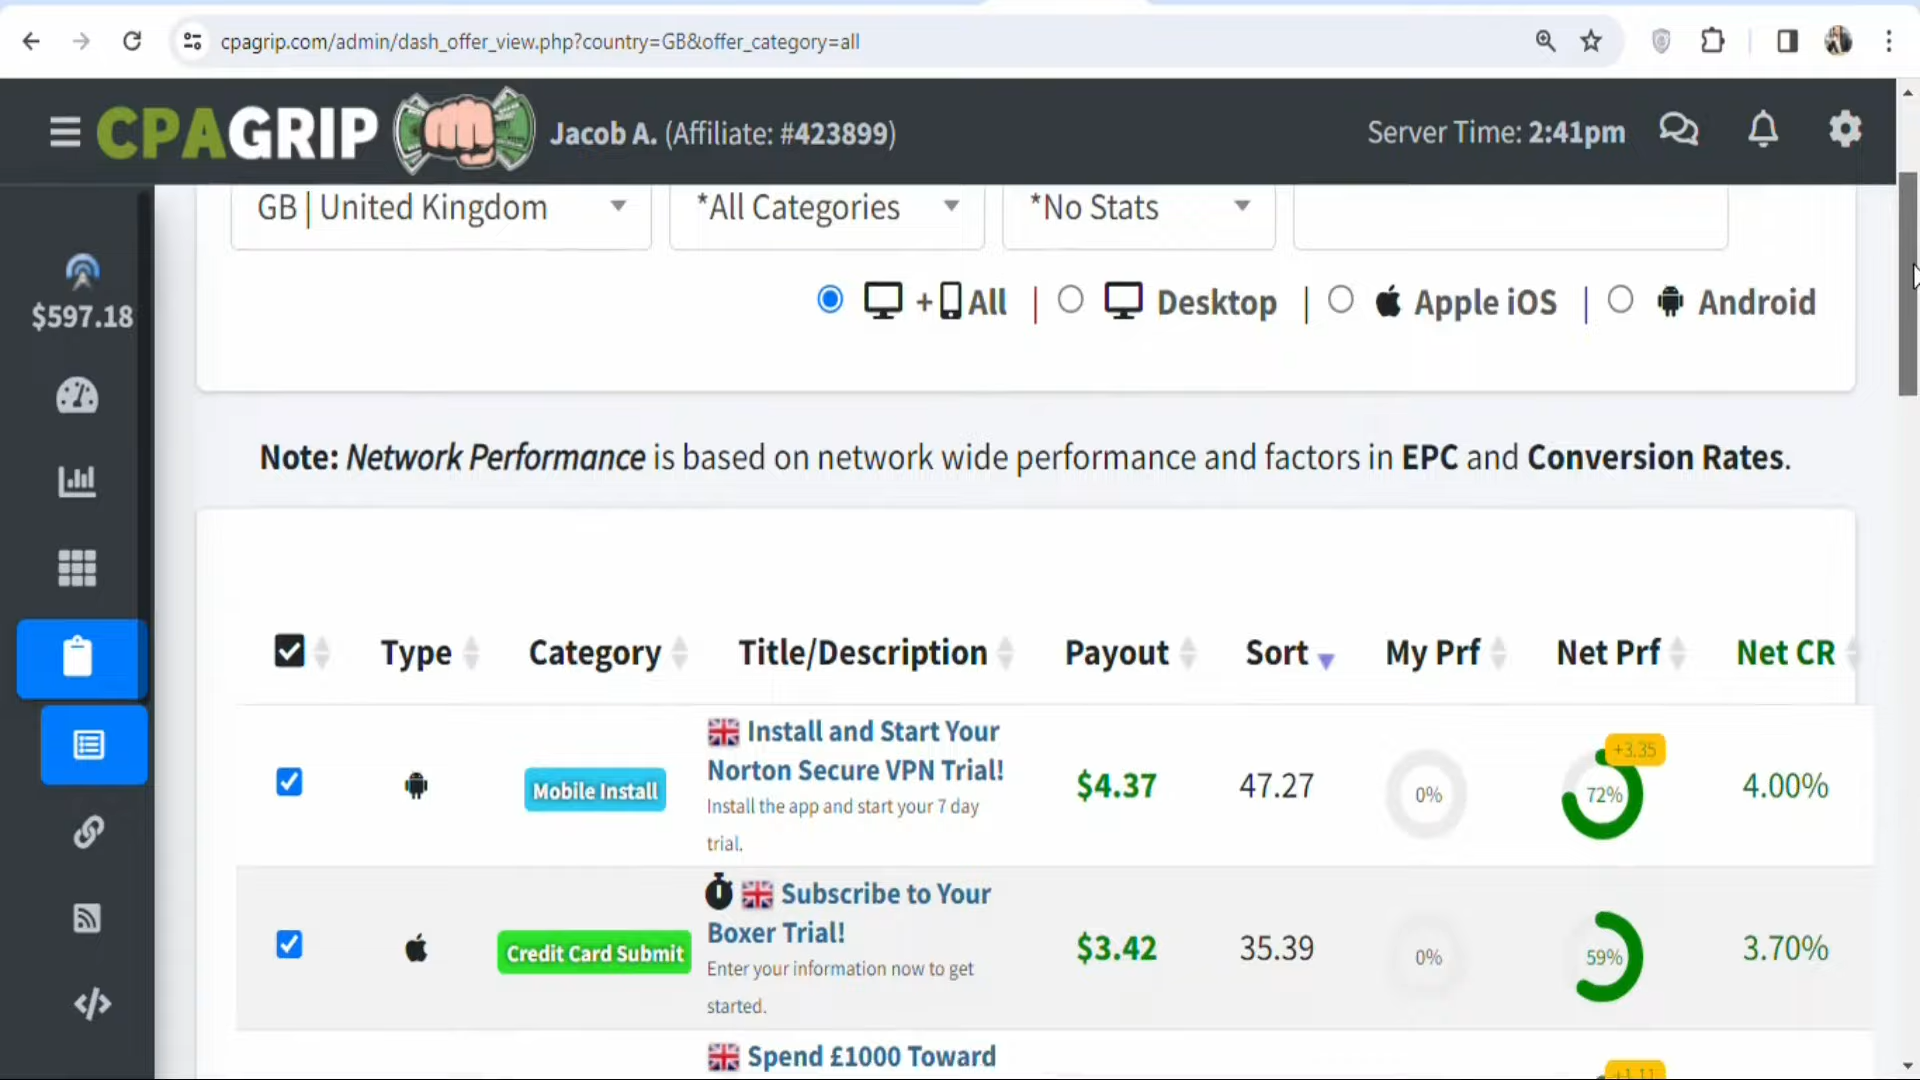 cpagrip.com/admin/dash_offer_view.php?country=GB&offer_category=all
CPAGRIP Jacob A. (Affiliate: #423899) Server Time: 2:41pm
GB | United Kingdom *All Categories *No Stats
+ All | Desktop | Apple iOS | Android
$597.18
Note: Network Performance is based on network wide performance and factors in EPC and Conversion Rates.
Type Category Title/Description Payout Sort My Prf Net Prf Net CR
Mobile Install Install and Start Your Norton Secure VPN Trial! $4.37 47.27 0% 72% +3.35 4.00%
Install the app and start your 7 day
trial.
Credit Card Submit Subscribe to Your Boxer Trial! $3.42 35.39 0% 59% 3.70%
Enter your information now to get
started.
Spend £1000 Toward
+1.11